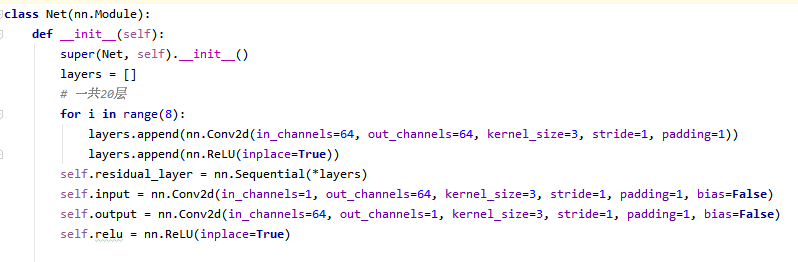 class Net(nn.Module):
    def __init__(self):
        super(Net, self).__init__()
        layers = []
        # 一共20层
        for i in range(8):
            layers.append(nn.Conv2d(in_channels=64, out_channels=64, kernel_size=3, stride=1, padding=1))
            layers.append(nn.ReLU(inplace=True))
        self.residual_layer = nn.Sequential(*layers)
        self.input = nn.Conv2d(in_channels=1, out_channels=64, kernel_size=3, stride=1, padding=1, bias=False)
        self.output = nn.Conv2d(in_channels=64, out_channels=1, kernel_size=3, stride=1, padding=1, bias=False)
        self.relu = nn.ReLU(inplace=True)